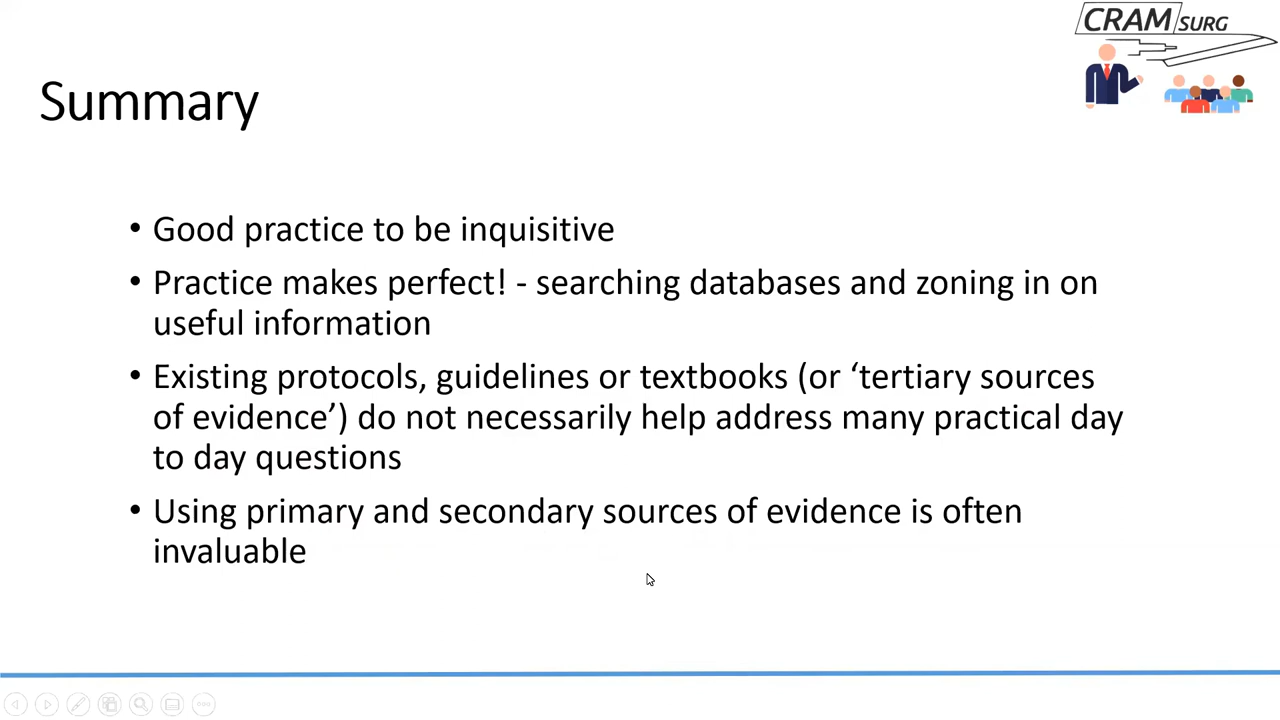 CRAM SURG
Summary
• Good practice to be inquisitive
• Practice makes perfect! - searching databases and zoning in on
useful information
• Existing protocols, guidelines or textbooks (or ‘tertiary sources
of evidence’) do not necessarily help address many practical day
to day questions
• Using primary and secondary sources of evidence is often
invaluable